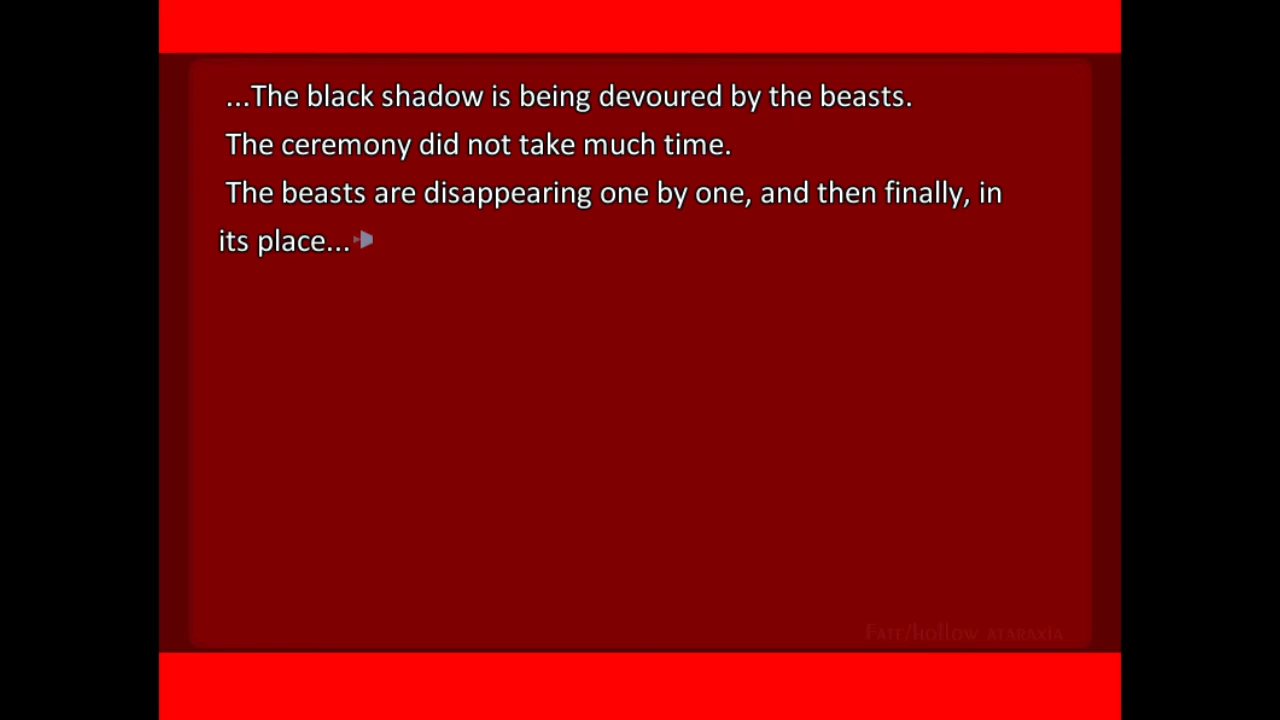 ...The black shadow is being devoured by the beasts.
The ceremony did not take much time.
The beasts are disappearing one by one, and then finally, in
its place...
Fate/hollow ataraxia